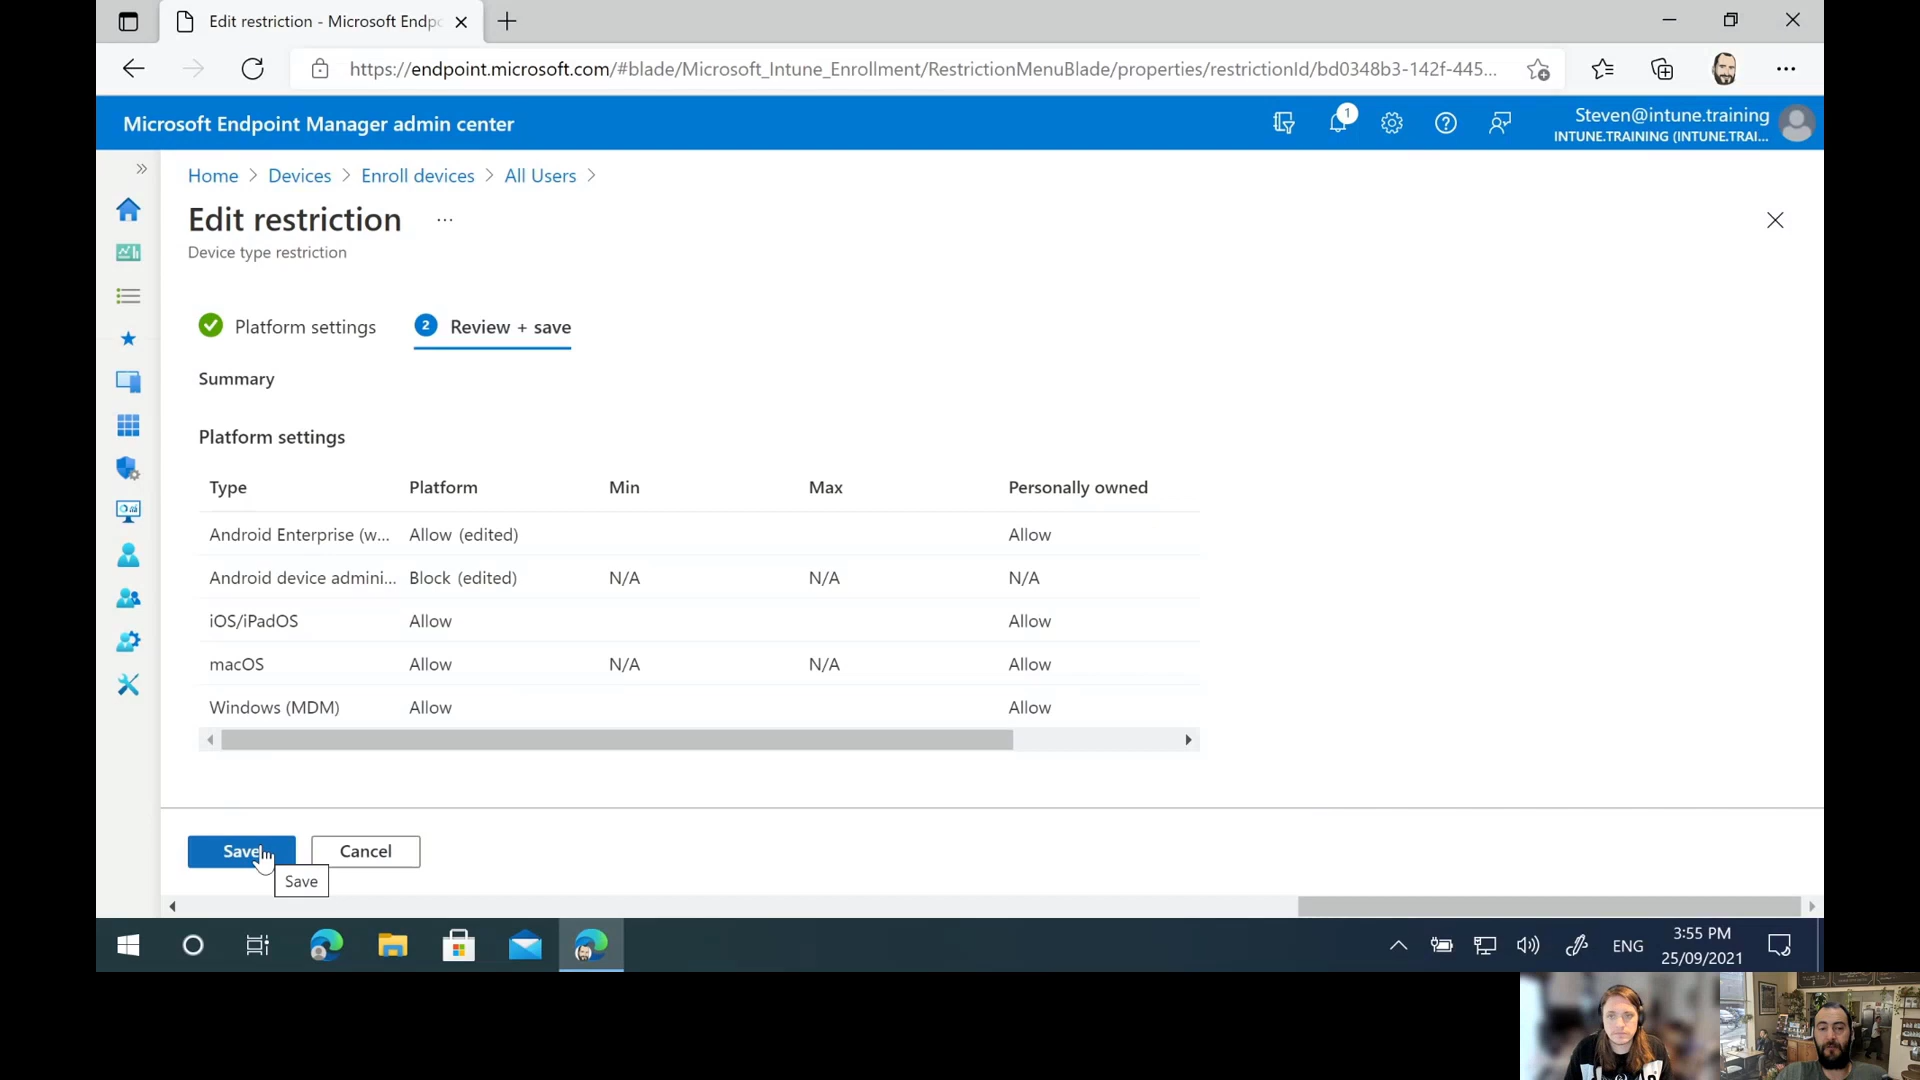 Edit restriction - Microsoft Endp
https://endpoint.microsoft.com/#blade/Microsoft_Intune_Enrollment/RestrictionMenuBlade/properties/restrictionId/bd0348b3-142f-445...
Microsoft Endpoint Manager admin center
1
Steven@intune.training
INTUNE.TRAINING (INTUNE.TRAI...
Home > Devices > Enroll devices > All Users >
Edit restriction ...
Device type restriction
Platform settings
2 Review + save
Summary
Platform settings
Type Platform Min Max Personally owned
Android Enterprise (w... Allow (edited) Allow
Android device admini... Block (edited) N/A N/A N/A
iOS/iPadOS Allow Allow
macOS Allow N/A N/A Allow
Windows (MDM) Allow Allow
Save Cancel
Save
ENG
3:55 PM
25/09/2021